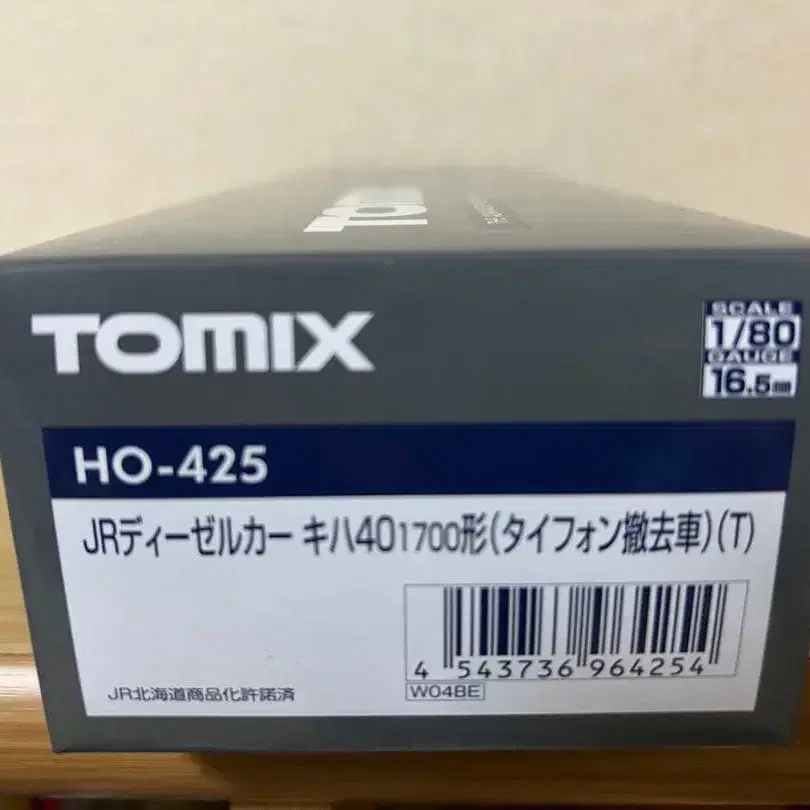 TOMIX
TOMIX
SCALE
1/80
GAUGE
16.5mm
HO-425
JRディーゼルカー キハ401700形(タイフォン撤去車)(T)
4 543736 964254
W04BE
JR北海道商品化許諾済